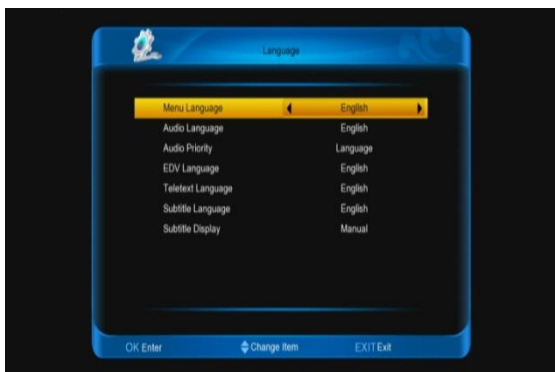 Language
Menu Language English
Audio Language English
Audio Priority Language
EDV Language English
Teletext Language English
Subtitle Language English
Subtitle Display Manual
OK Enter Change Item EXIT Exit